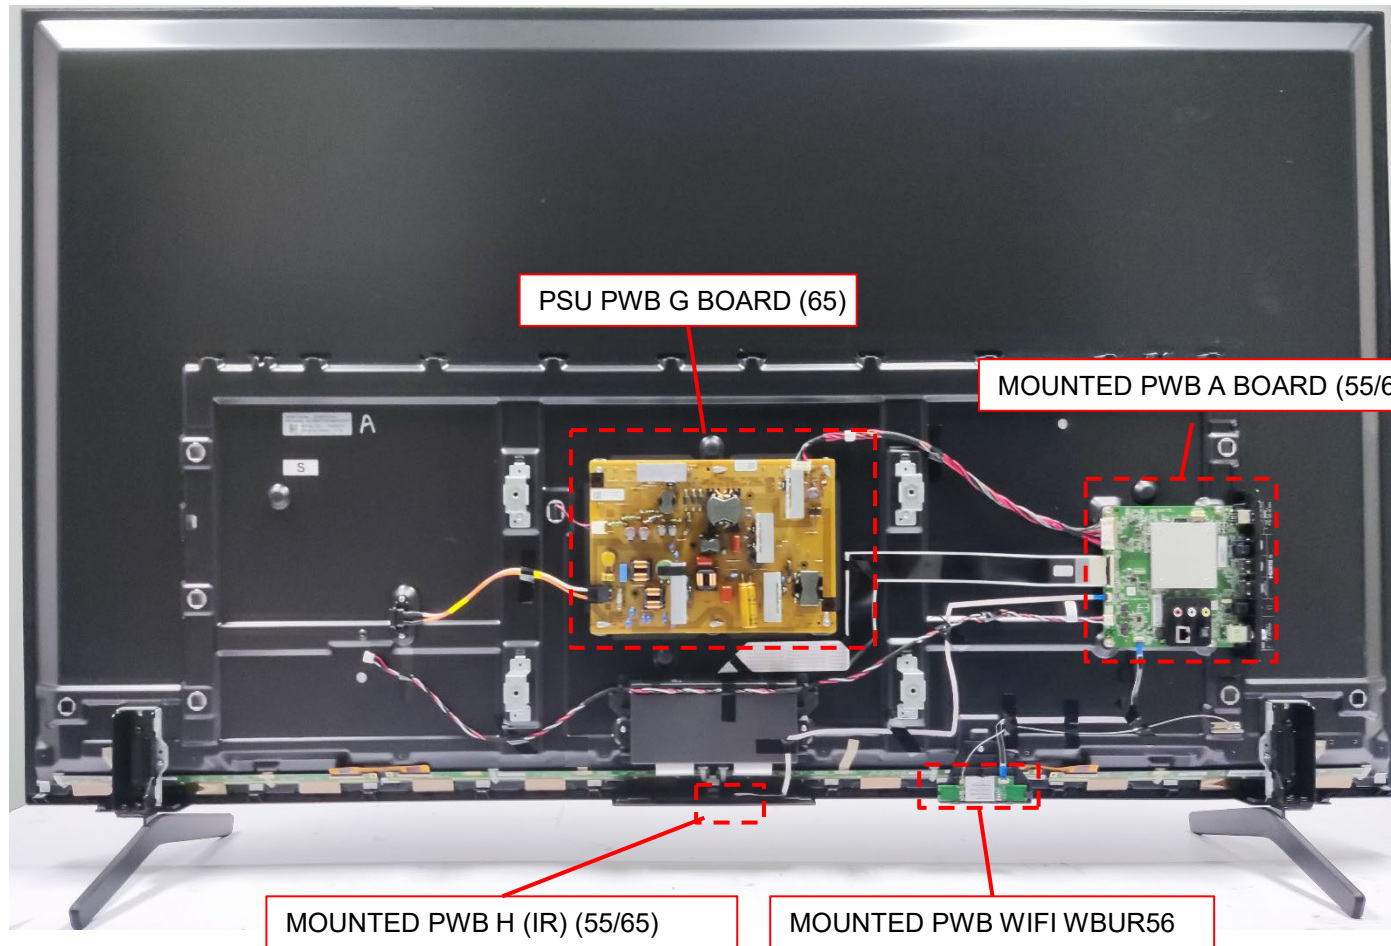 PSU PWB G BOARD (65)
MOUNTED PWB A BOARD (55/6
A
S
MOUNTED PWB H (IR) (55/65)
MOUNTED PWB WIFI WBUR56